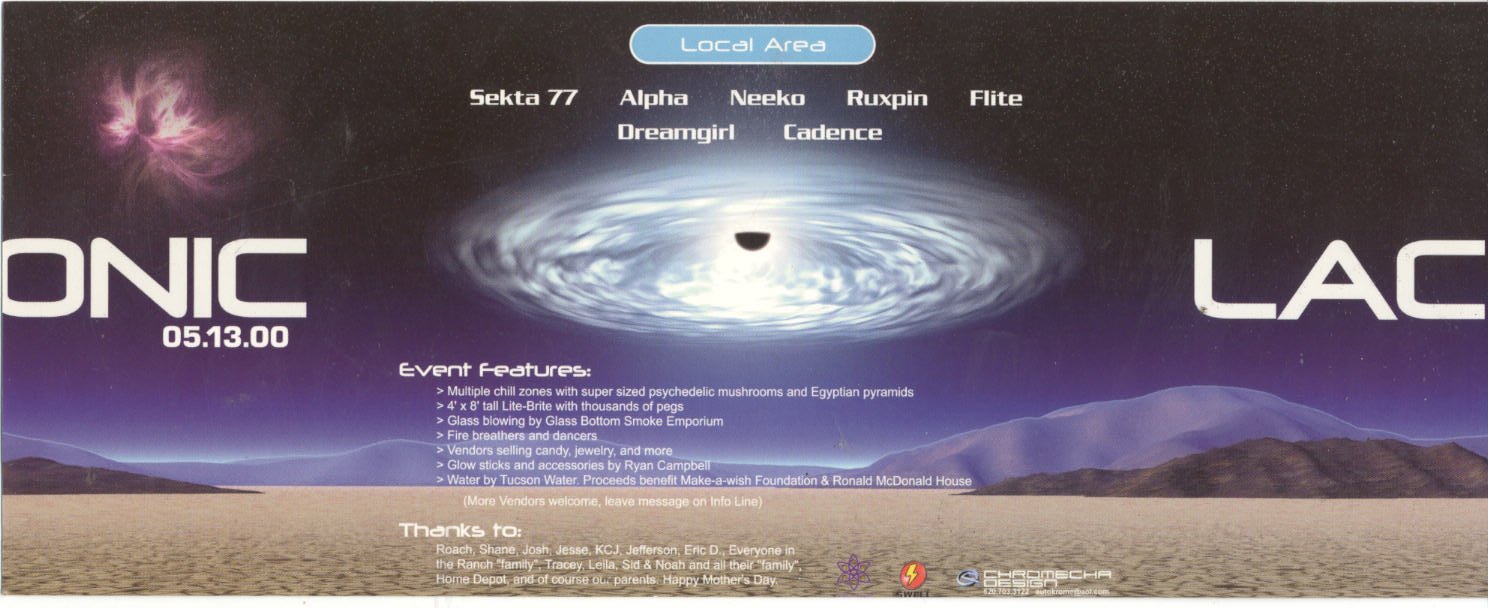 Local Area
Sekta 77 Alpha Neeko Ruxpin Flite
Dreamgirl Cadence
ONIC
LAC
05.13.00
Event Features:
> Multiple chill zones with super sized psychedelic mushrooms and Egyptian pyramids
> 4' x 8' tall Lite-Brite with thousands of pegs
> Glass blowing by Glass Bottom Smoke Emporium
> Fire breathers and dancers
> Vendors selling candy, jewelry, and more
> Glow sticks and accessories by Ryan Campbell
> Water by Tucson Water. Proceeds benefit Make-a-wish Foundation & Ronald McDonald House
(More Vendors welcome, leave message on Info Line)
Thanks to:
Roach, Shane, Josh, Jesse, KCJ, Jefferson, Eric D., Everyone in
the Ranch "family", Tracey, Leila, Sid & Noah and all their "family",
Home Depot, and of course our parents. Happy Mother's Day.
CHROMECHA
DESIGN
520.703.3122 autokrome@aol.com